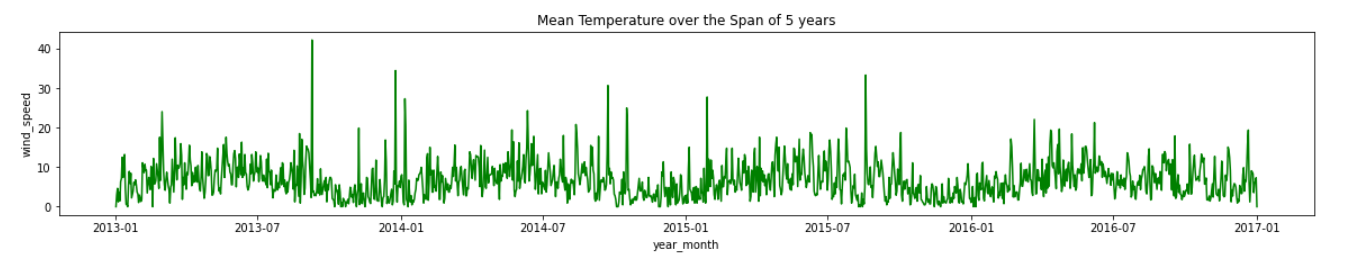 Mean Temperature over the Span of 5 years
wind_speed
40
30
20
10
0
2013-01 2013-07 2014-01 2014-07 2015-01 2015-07 2016-01 2016-07 2017-01
year_month